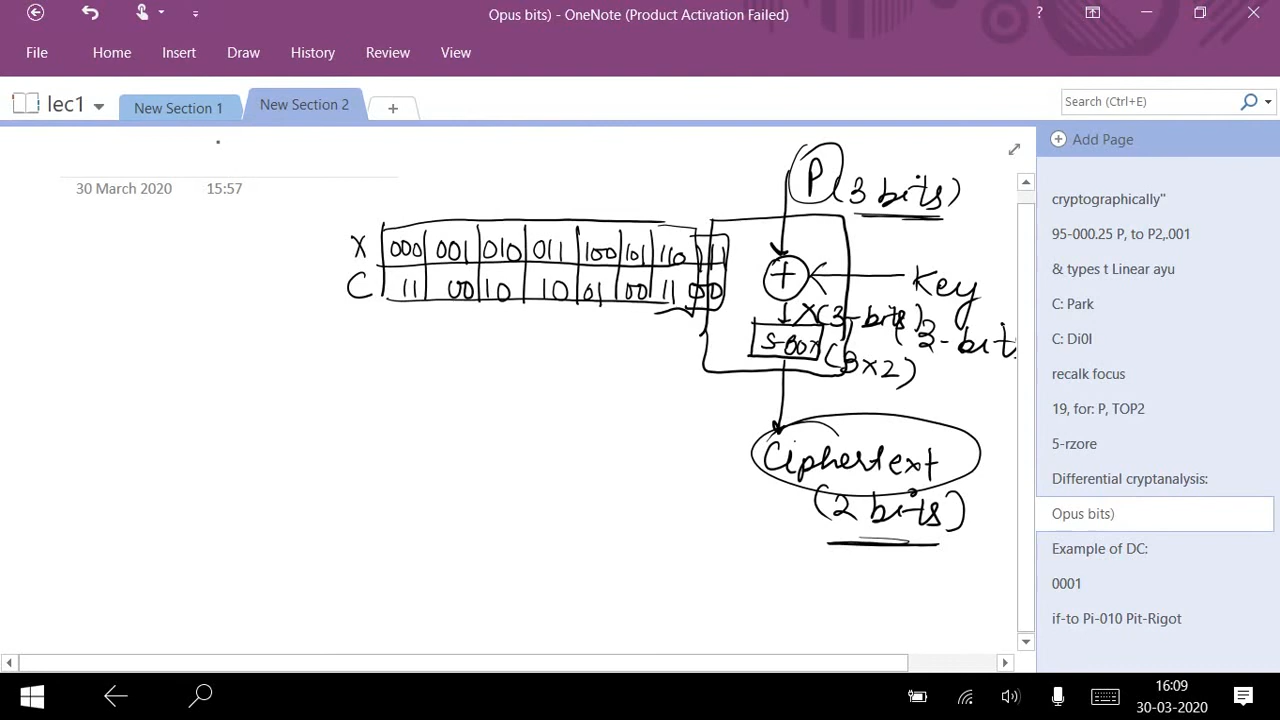 Opus bits) - OneNote (Product Activation Failed)
?
File Home Insert Draw History Review View
lec1 New Section 1 New Section 2 +
Search (Ctrl+E)
30 March 2020 15:57
Add Page
cryptographically"
95-000.25 P, to P2,.001
& types t Linear ayu
C: Park
C: Di0l
recalk focus
19, for: P, TOP2
5-rzore
Differential cryptanalysis:
Opus bits)
Example of DC:
0001
if-to Pi-010 Pit-Rigot
P (3 bits)
X 000 001 010 011 100 101 110 111
C 11 00 10 10 01 00 11 00
+ Key
X(3-bits) (3-bits
S-Box (3x2)
Ciphertext
(2 bits)
16:09
30-03-2020